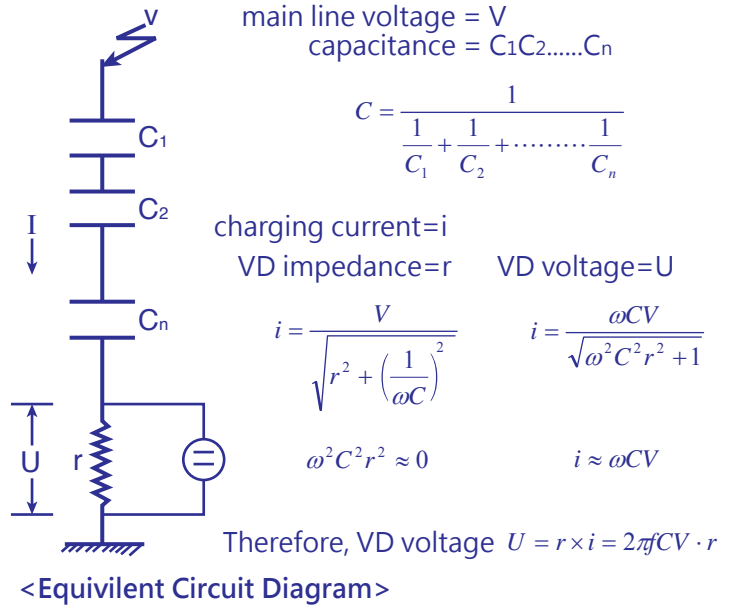 V
main line voltage = V
capacitance = C1C2......Cn
C = 1 / (1/C₁ + 1/C₂ + ········· 1/Cₙ)
C1
C2
I
Cn
charging current=i
VD impedance=r VD voltage=U
i = V / √(r² + (1/ωC)²)
i = ωCV / √(ω²C²r² + 1)
U
r
ω²C²r² ≈ 0
i ≈ ωCV
Therefore, VD voltage U = r × i = 2πfCV · r
<Equivilent Circuit Diagram>